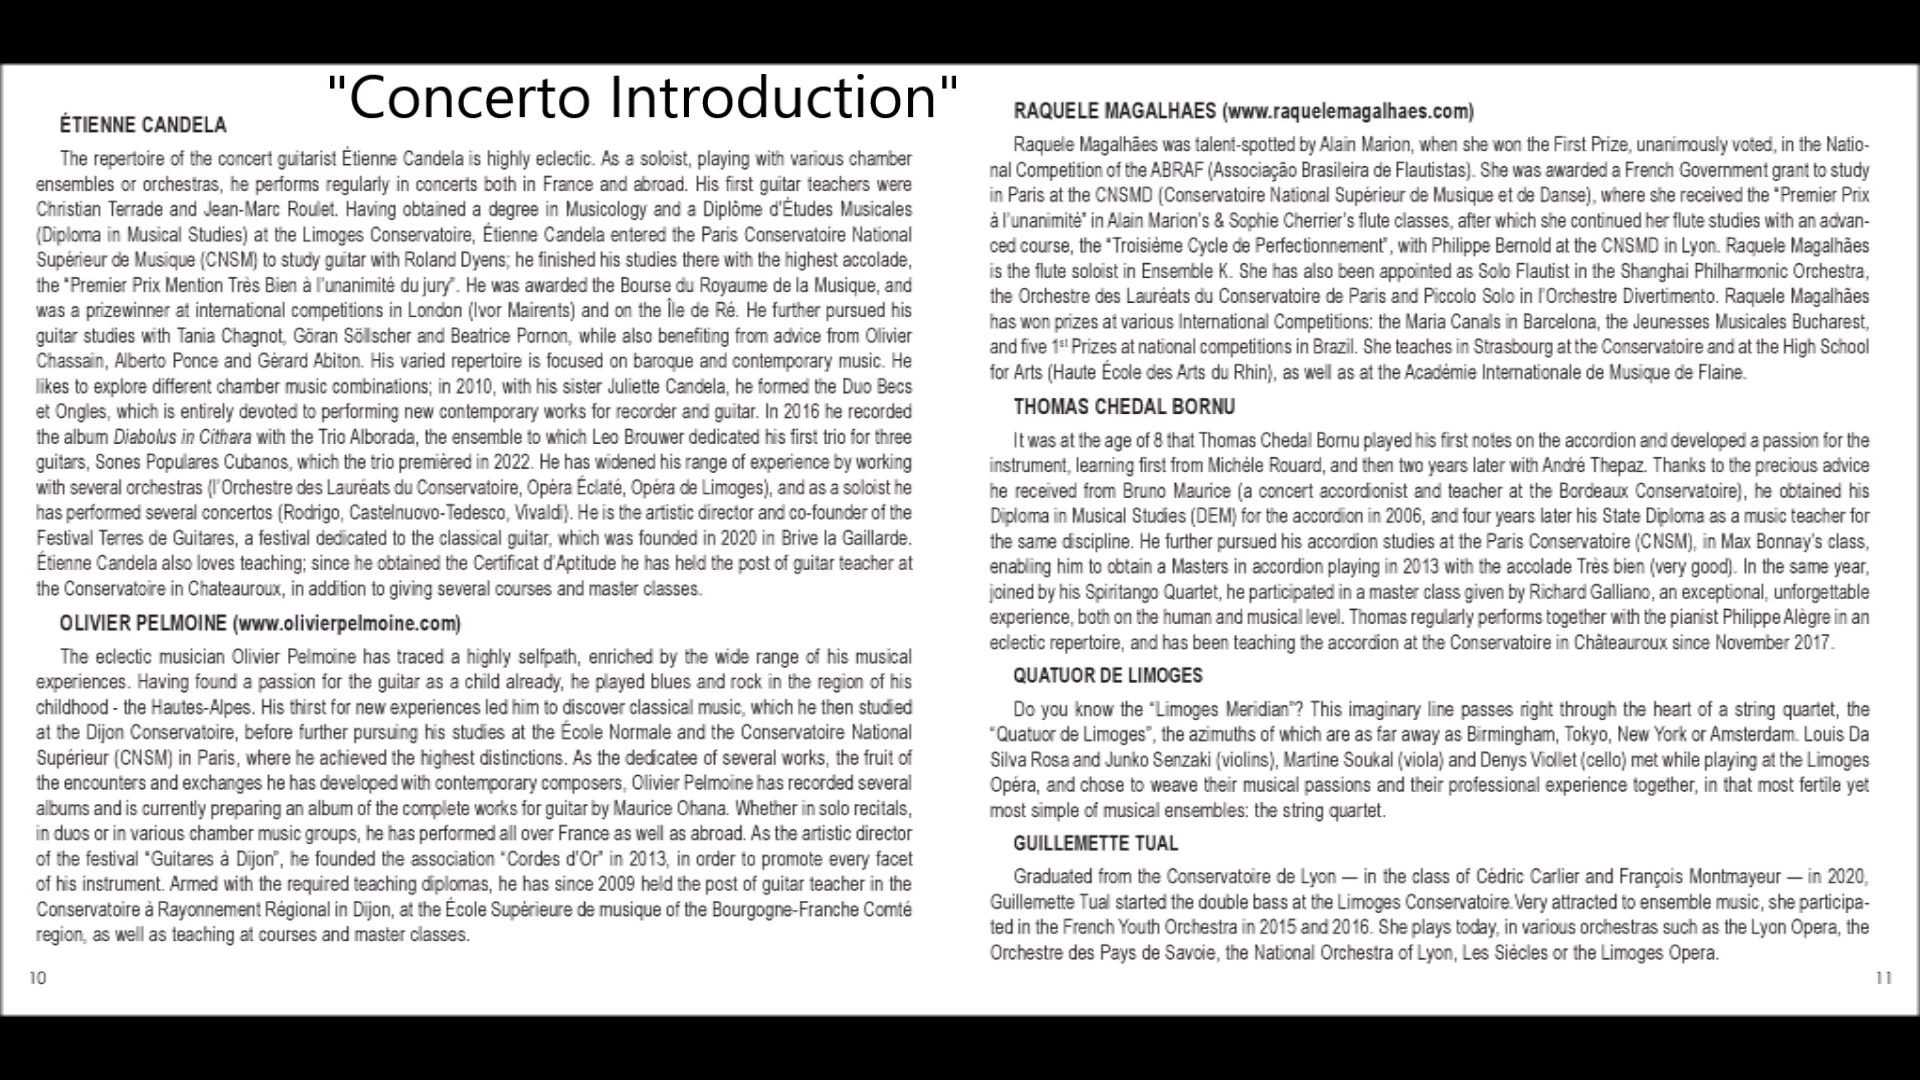 "Concerto Introduction"
ÉTIENNE CANDELA
The repertoire of the concert guitarist Étienne Candela is highly eclectic. As a soloist, playing with various chamber
ensembles or orchestras, he performs regularly in concerts both in France and abroad. His first guitar teachers were
Christian Terrade and Jean-Marc Roulet. Having obtained a degree in Musicology and a Diplôme d'Études Musicales
(Diploma in Musical Studies) at the Limoges Conservatoire, Étienne Candela entered the Paris Conservatoire National
Supérieur de Musique (CNSM) to study guitar with Roland Dyens; he finished his studies there with the highest accolade,
the "Premier Prix Mention Très Bien à l'unanimité du jury". He was awarded the Bourse du Royaume de la Musique, and
was a prizewinner at international competitions in London (Ivor Mairents) and on the Île de Ré. He further pursued his
guitar studies with Tania Chagnot, Göran Söllscher and Beatrice Pornon, while also benefiting from advice from Olivier
Chassain, Alberto Ponce and Gérard Abiton. His varied repertoire is focused on baroque and contemporary music. He
likes to explore different chamber music combinations; in 2010, with his sister Juliette Candela, he formed the Duo Becs
et Ongles, which is entirely devoted to performing new contemporary works for recorder and guitar. In 2016 he recorded
the album Diabolus in Cithara with the Trio Alborada, the ensemble to which Leo Brouwer dedicated his first trio for three
guitars, Sones Populares Cubanos, which the trio premièred in 2022. He has widened his range of experience by working
with several orchestras (l'Orchestre des Lauréats du Conservatoire, Opéra Éclaté, Opéra de Limoges), and as a soloist he
has performed several concertos (Rodrigo, Castelnuovo-Tedesco, Vivaldi). He is the artistic director and co-founder of the
Festival Terres de Guitares, a festival dedicated to the classical guitar, which was founded in 2020 in Brive la Gaillarde.
Étienne Candela also loves teaching; since he obtained the Certificat d'Aptitude he has held the post of guitar teacher at
the Conservatoire in Chateauroux, in addition to giving several courses and master classes.
OLIVIER PELMOINE (www.olivierpelmoine.com)
The eclectic musician Olivier Pelmoine has traced a highly selfpath, enriched by the wide range of his musical
experiences. Having found a passion for the guitar as a child already, he played blues and rock in the region of his
childhood - the Hautes-Alpes. His thirst for new experiences led him to discover classical music, which he then studied
at the Dijon Conservatoire, before further pursuing his studies at the École Normale and the Conservatoire National
Supérieur (CNSM) in Paris, where he achieved the highest distinctions. As the dedicatee of several works, the fruit of
the encounters and exchanges he has developed with contemporary composers, Olivier Pelmoine has recorded several
albums and is currently preparing an album of the complete works for guitar by Maurice Ohana. Whether in solo recitals,
in duos or in various chamber music groups, he has performed all over France as well as abroad. As the artistic director
of the festival "Guitares à Dijon", he founded the association "Cordes d'Or" in 2013, in order to promote every facet
of his instrument. Armed with the required teaching diplomas, he has since 2009 held the post of guitar teacher in the
Conservatoire à Rayonnement Régional in Dijon, at the École Supérieure de musique of the Bourgogne-Franche Comté
region, as well as teaching at courses and master classes.
10
RAQUELE MAGALHAES (www.raquelemagalhaes.com)
Raquele Magalhães was talent-spotted by Alain Marion, when she won the First Prize, unanimously voted, in the Natio-
nal Competition of the ABRAF (Associação Brasileira de Flautistas). She was awarded a French Government grant to study
in Paris at the CNSMD (Conservatoire National Supérieur de Musique et de Danse), where she received the "Premier Prix
à l'unanimité" in Alain Marion's & Sophie Cherrier's flute classes, after which she continued her flute studies with an advan-
ced course, the "Troisième Cycle de Perfectionnement", with Philippe Bernold at the CNSMD in Lyon. Raquele Magalhães
is the flute soloist in Ensemble K. She has also been appointed as Solo Flautist in the Shanghai Philharmonic Orchestra,
the Orchestre des Lauréats du Conservatoire de Paris and Piccolo Solo in l'Orchestre Divertimento. Raquele Magalhães
has won prizes at various International Competitions: the Maria Canals in Barcelona, the Jeunesses Musicales Bucharest,
and five 1st Prizes at national competitions in Brazil. She teaches in Strasbourg at the Conservatoire and at the High School
for Arts (Haute École des Arts du Rhin), as well as at the Académie Internationale de Musique de Flaine.
THOMAS CHEDAL BORNU
It was at the age of 8 that Thomas Chedal Bornu played his first notes on the accordion and developed a passion for the
instrument, learning first from Michèle Rouard, and then two years later with André Thepaz. Thanks to the precious advice
he received from Bruno Maurice (a concert accordionist and teacher at the Bordeaux Conservatoire), he obtained his
Diploma in Musical Studies (DEM) for the accordion in 2006, and four years later his State Diploma as a music teacher for
the same discipline. He further pursued his accordion studies at the Paris Conservatoire (CNSM), in Max Bonnay's class,
enabling him to obtain a Masters in accordion playing in 2013 with the accolade Très bien (very good). In the same year,
joined by his Spiritango Quartet, he participated in a master class given by Richard Galliano, an exceptional, unforgettable
experience, both on the human and musical level. Thomas regularly performs together with the pianist Philippe Alègre in an
eclectic repertoire, and has been teaching the accordion at the Conservatoire in Châteauroux since November 2017.
QUATUOR DE LIMOGES
Do you know the "Limoges Meridian"? This imaginary line passes right through the heart of a string quartet, the
"Quatuor de Limoges", the azimuths of which are as far away as Birmingham, Tokyo, New York or Amsterdam. Louis Da
Silva Rosa and Junko Senzaki (violins), Martine Soukal (viola) and Denys Viollet (cello) met while playing at the Limoges
Opéra, and chose to weave their musical passions and their professional experience together, in that most fertile yet
most simple of musical ensembles: the string quartet.
GUILLEMETTE TUAL
Graduated from the Conservatoire de Lyon — in the class of Cédric Carlier and François Montmayeur — in 2020,
Guillemette Tual started the double bass at the Limoges Conservatoire.Very attracted to ensemble music, she participa-
ted in the French Youth Orchestra in 2015 and 2016. She plays today, in various orchestras such as the Lyon Opera, the
Orchestre des Pays de Savoie, the National Orchestra of Lyon, Les Siècles or the Limoges Opera.
11